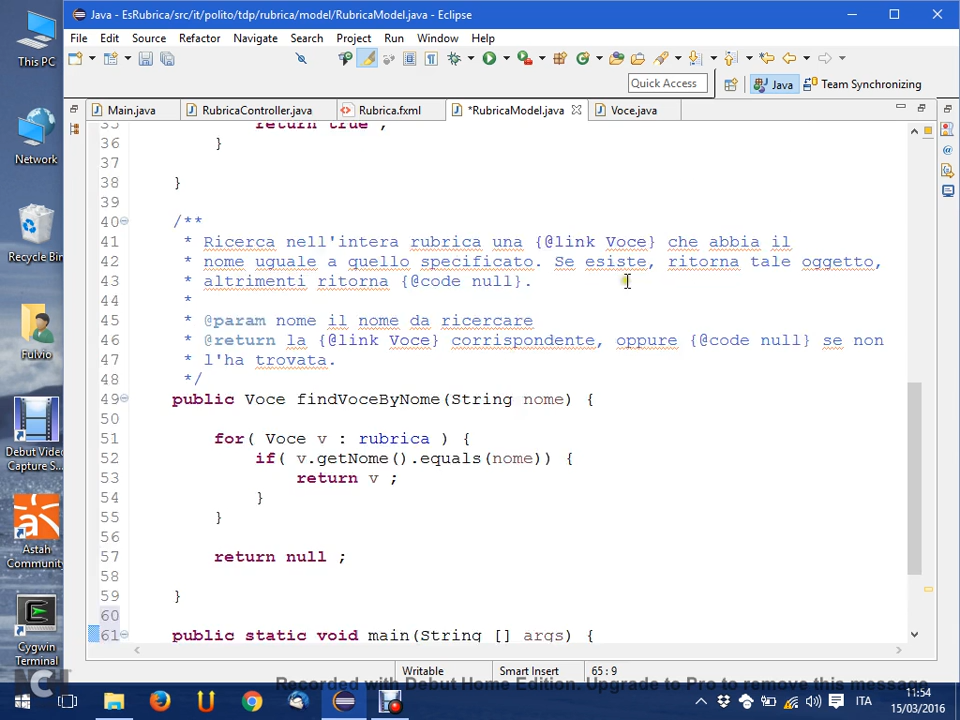 Java - EsRubrica/src/it/polito/tdp/rubrica/model/RubricaModel.java - Eclipse
This PC
File Edit Source Refactor Navigate Search Project Run Window Help
Quick Access
Java
Team Synchronizing
Main.java
RubricaController.java
Rubrica.fxml
*RubricaModel.java
Voce.java
Network
Recycle Bin
Fulvio
Debut Video
Capture S...
Astah
Community
Cygwin
Terminal
35 return true ;
36 }
37
38 }
39
40 /**
41 * Ricerca nell'intera rubrica una {@link Voce} che abbia il
42 * nome uguale a quello specificato. Se esiste, ritorna tale oggetto,
43 * altrimenti ritorna {@code null}.
44 *
45 * @param nome il nome da ricercare
46 * @return la {@link Voce} corrispondente, oppure {@code null} se non
47 * l'ha trovata.
48 */
49 public Voce findVoceByNome(String nome) {
50
51 for( Voce v : rubrica ) {
52 if( v.getNome().equals(nome)) {
53 return v ;
54 }
55 }
56
57 return null ;
58
59 }
60
61 public static void main(String [] args) {
Writable
Smart Insert
65 : 9
Recorded with Debut Home Edition. Upgrade to Pro to remove this message
ITA
11:54
15/03/2016